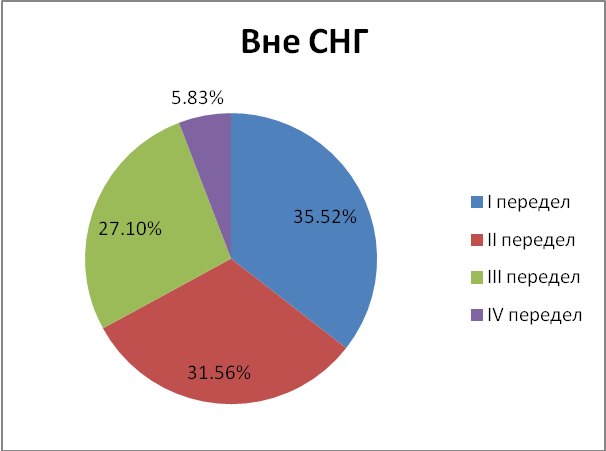 Вне СНГ
5.83%
35.52%
27.10%
31.56%
I передел
II передел
III передел
IV передел